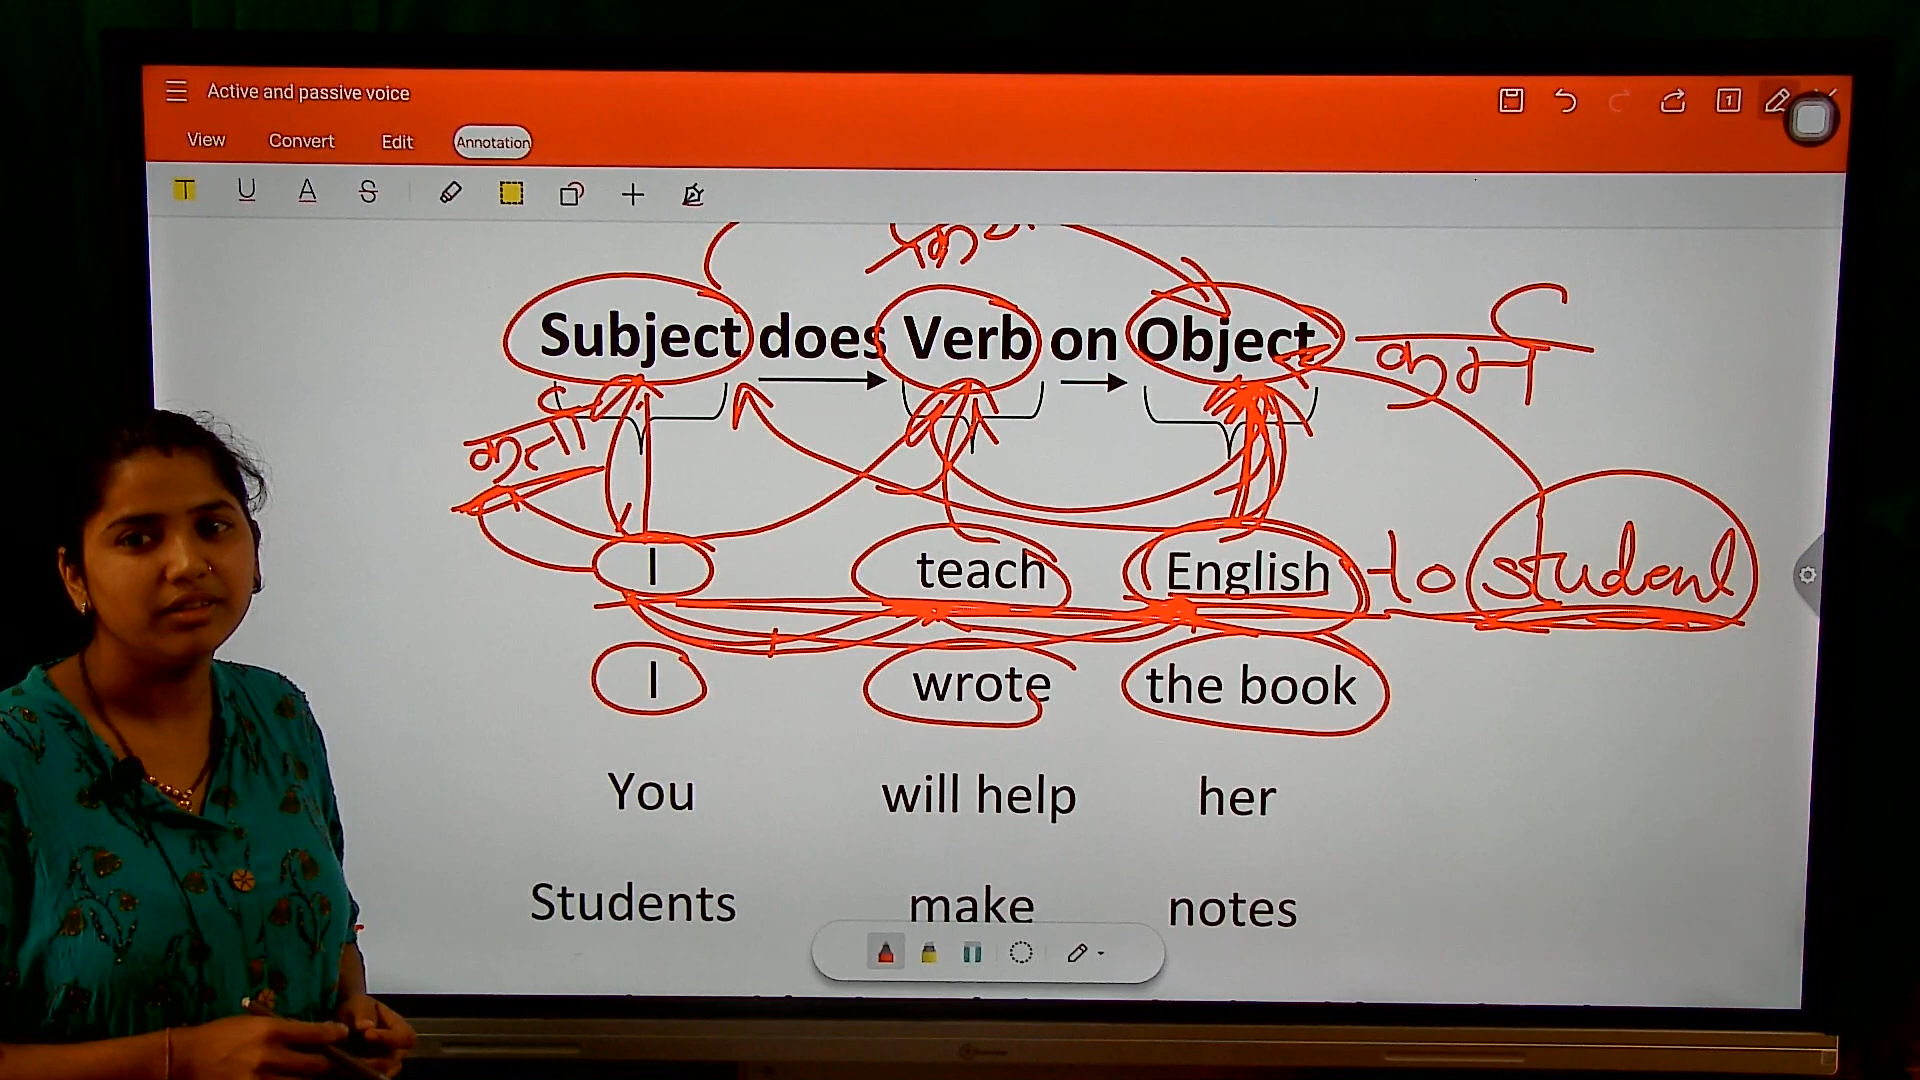 Active and passive voice
View Convert Edit Annotation
Subject does Verb on Object
कर्ता
कर्म
I teach English to student
I wrote the book
You will help her
Students make notes